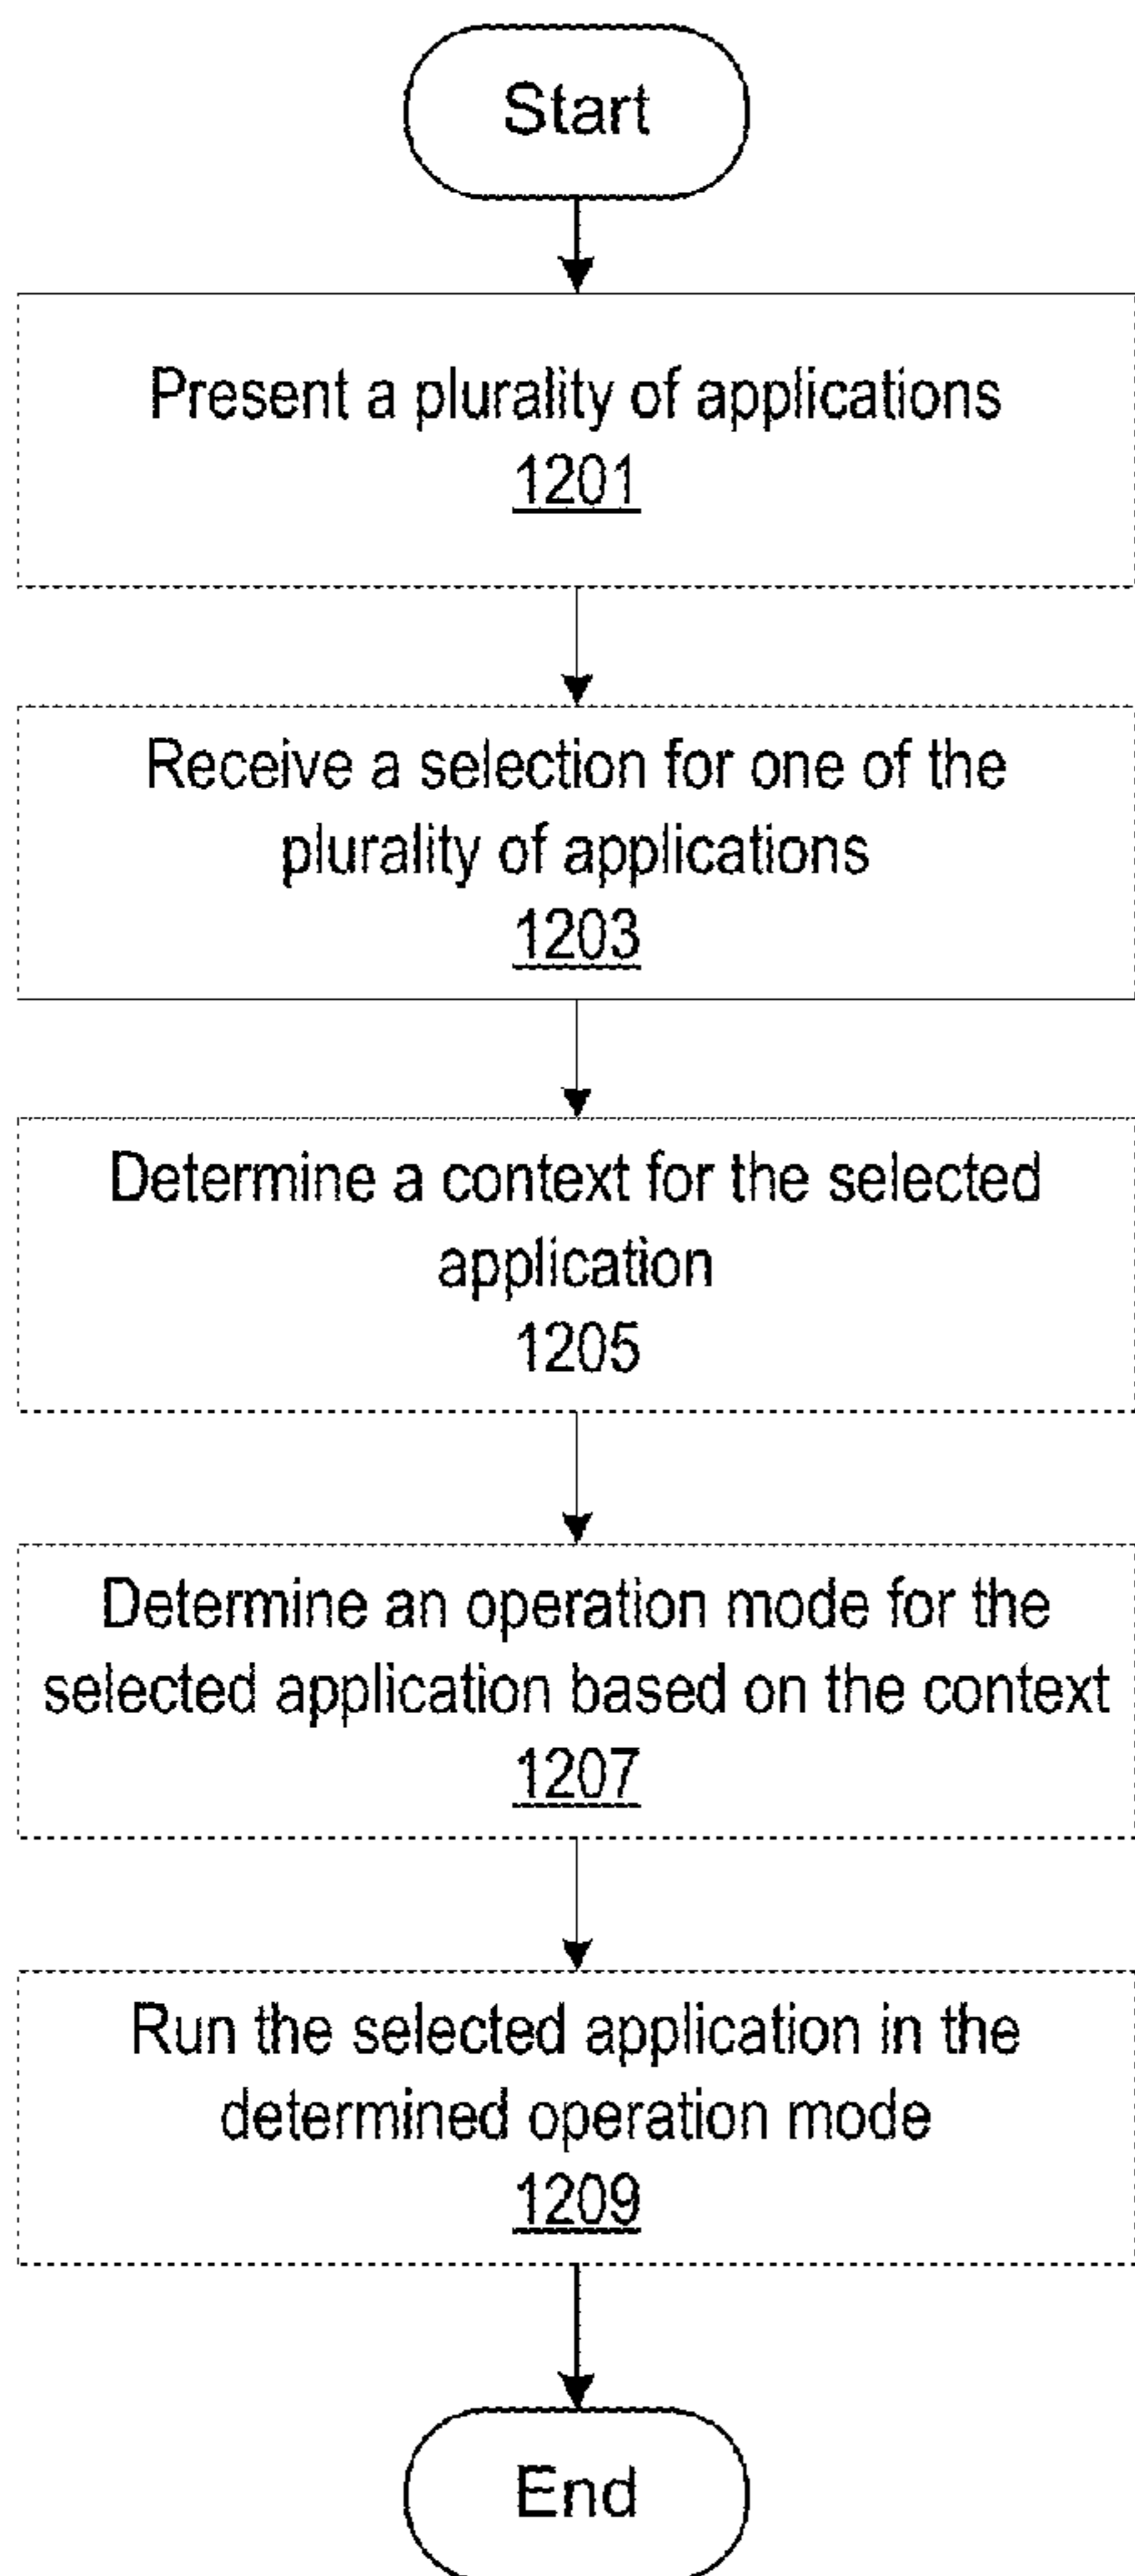 Start
Present a plurality of applications
1201
Receive a selection for one of the
plurality of applications
1203
Determine a context for the selected
application
1205
Determine an operation mode for the
selected application based on the context
1207
Run the selected application in the
determined operation mode
1209
End